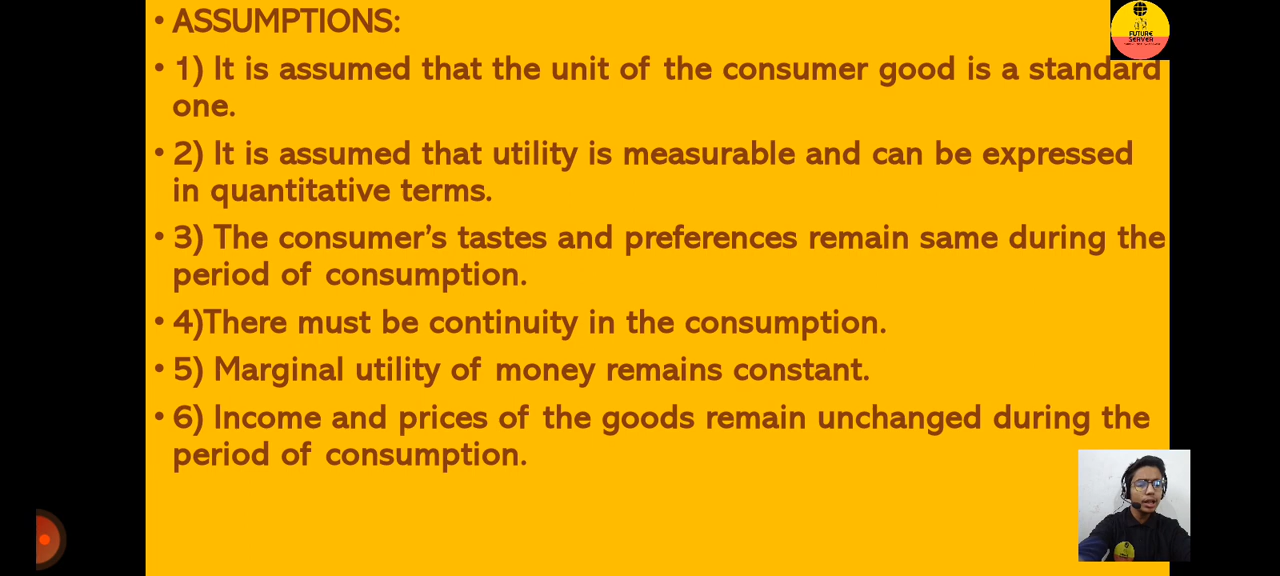 • ASSUMPTIONS:
• 1) It is assumed that the unit of the consumer good is a standard
one.
• 2) It is assumed that utility is measurable and can be expressed
in quantitative terms.
• 3) The consumer’s tastes and preferences remain same during the
period of consumption.
• 4)There must be continuity in the consumption.
• 5) Marginal utility of money remains constant.
• 6) Income and prices of the goods remain unchanged during the
period of consumption.
FUTURE
SERVER